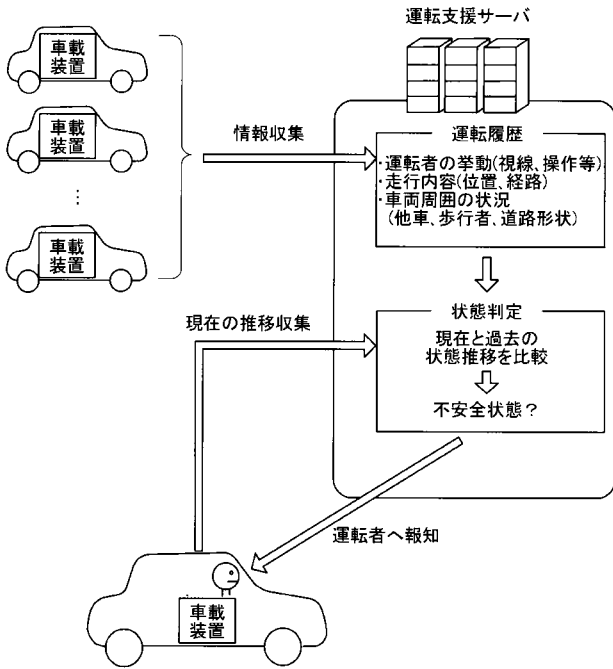 車載
装置
車載
装置
⋮
車載
装置
情報収集
運転支援サーバ
運転履歴
・運転者の挙動(視線、操作等)
・走行内容(位置、経路)
・車両周囲の状況
(他車、歩行者、道路形状)
現在の推移収集
状態判定
現在と過去の
状態推移を比較
不安全状態?
運転者へ報知
車載
装置